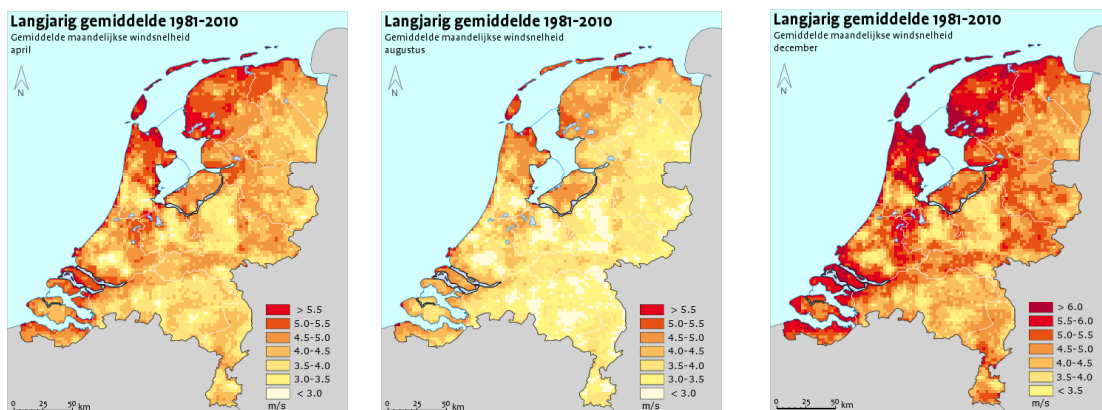 Langjarig gemiddelde 1981-2010
Gemiddelde maandelijkse windsnelheid
april
N
> 5.5
5.0-5.5
4.5-5.0
4.0-4.5
3.5-4.0
3.0-3.5
< 3.0
m/s
0 25 50 km
Langjarig gemiddelde 1981-2010
Gemiddelde maandelijkse windsnelheid
augustus
N
> 5.5
5.0-5.5
4.5-5.0
4.0-4.5
3.5-4.0
3.0-3.5
< 3.0
m/s
0 25 50 km
Langjarig gemiddelde 1981-2010
Gemiddelde maandelijkse windsnelheid
december
N
> 6.0
5.5-6.0
5.0-5.5
4.5-5.0
4.0-4.5
3.5-4.0
< 3.5
m/s
0 25 50 km